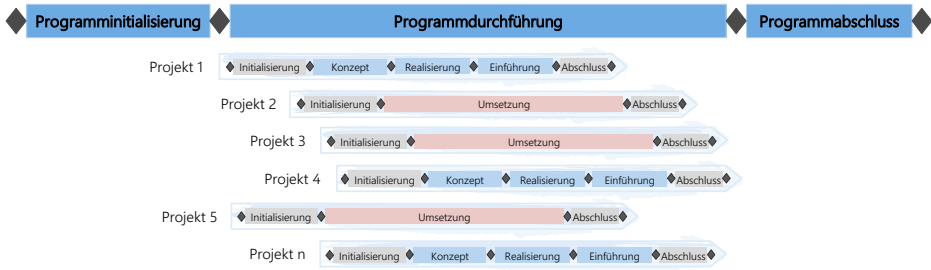 Programminitialisierung Programmdurchführung Programmabschluss
Projekt 1 Initialisierung Konzept Realisierung Einführung Abschluss
Projekt 2 Initialisierung Umsetzung Abschluss
Projekt 3 Initialisierung Umsetzung Abschluss
Projekt 4 Initialisierung Konzept Realisierung Einführung Abschluss
Projekt 5 Initialisierung Umsetzung Abschluss
Projekt n Initialisierung Konzept Realisierung Einführung Abschluss